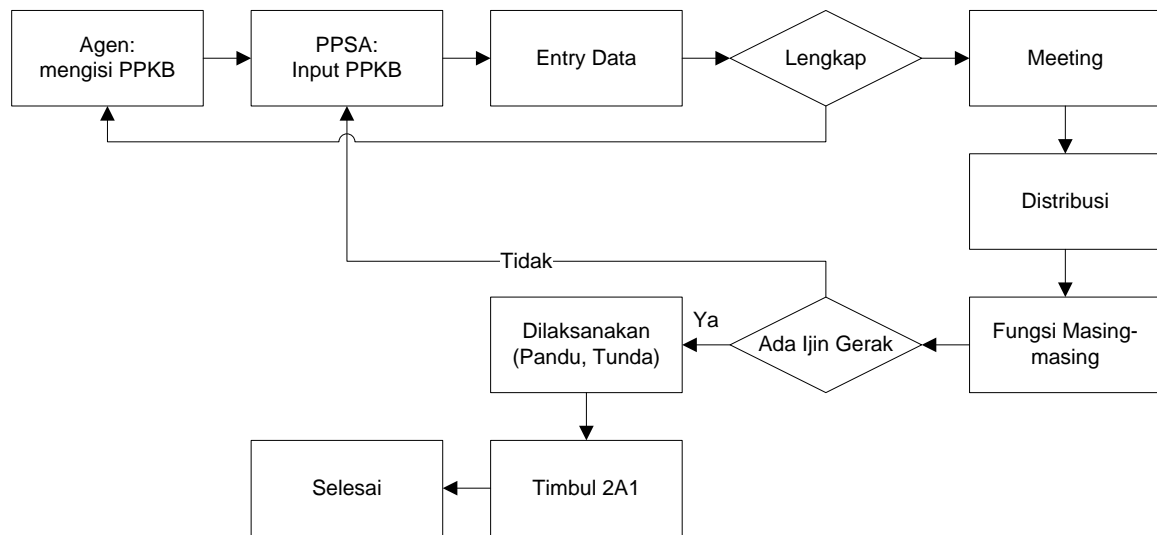 Agen:
mengisi PPKB
PPSA:
Input PPKB
Entry Data
Lengkap
Meeting
Distribusi
Tidak
Dilaksanakan
(Pandu, Tunda)
Ya
Ada Ijin Gerak
Fungsi Masing-
masing
Selesai
Timbul 2A1